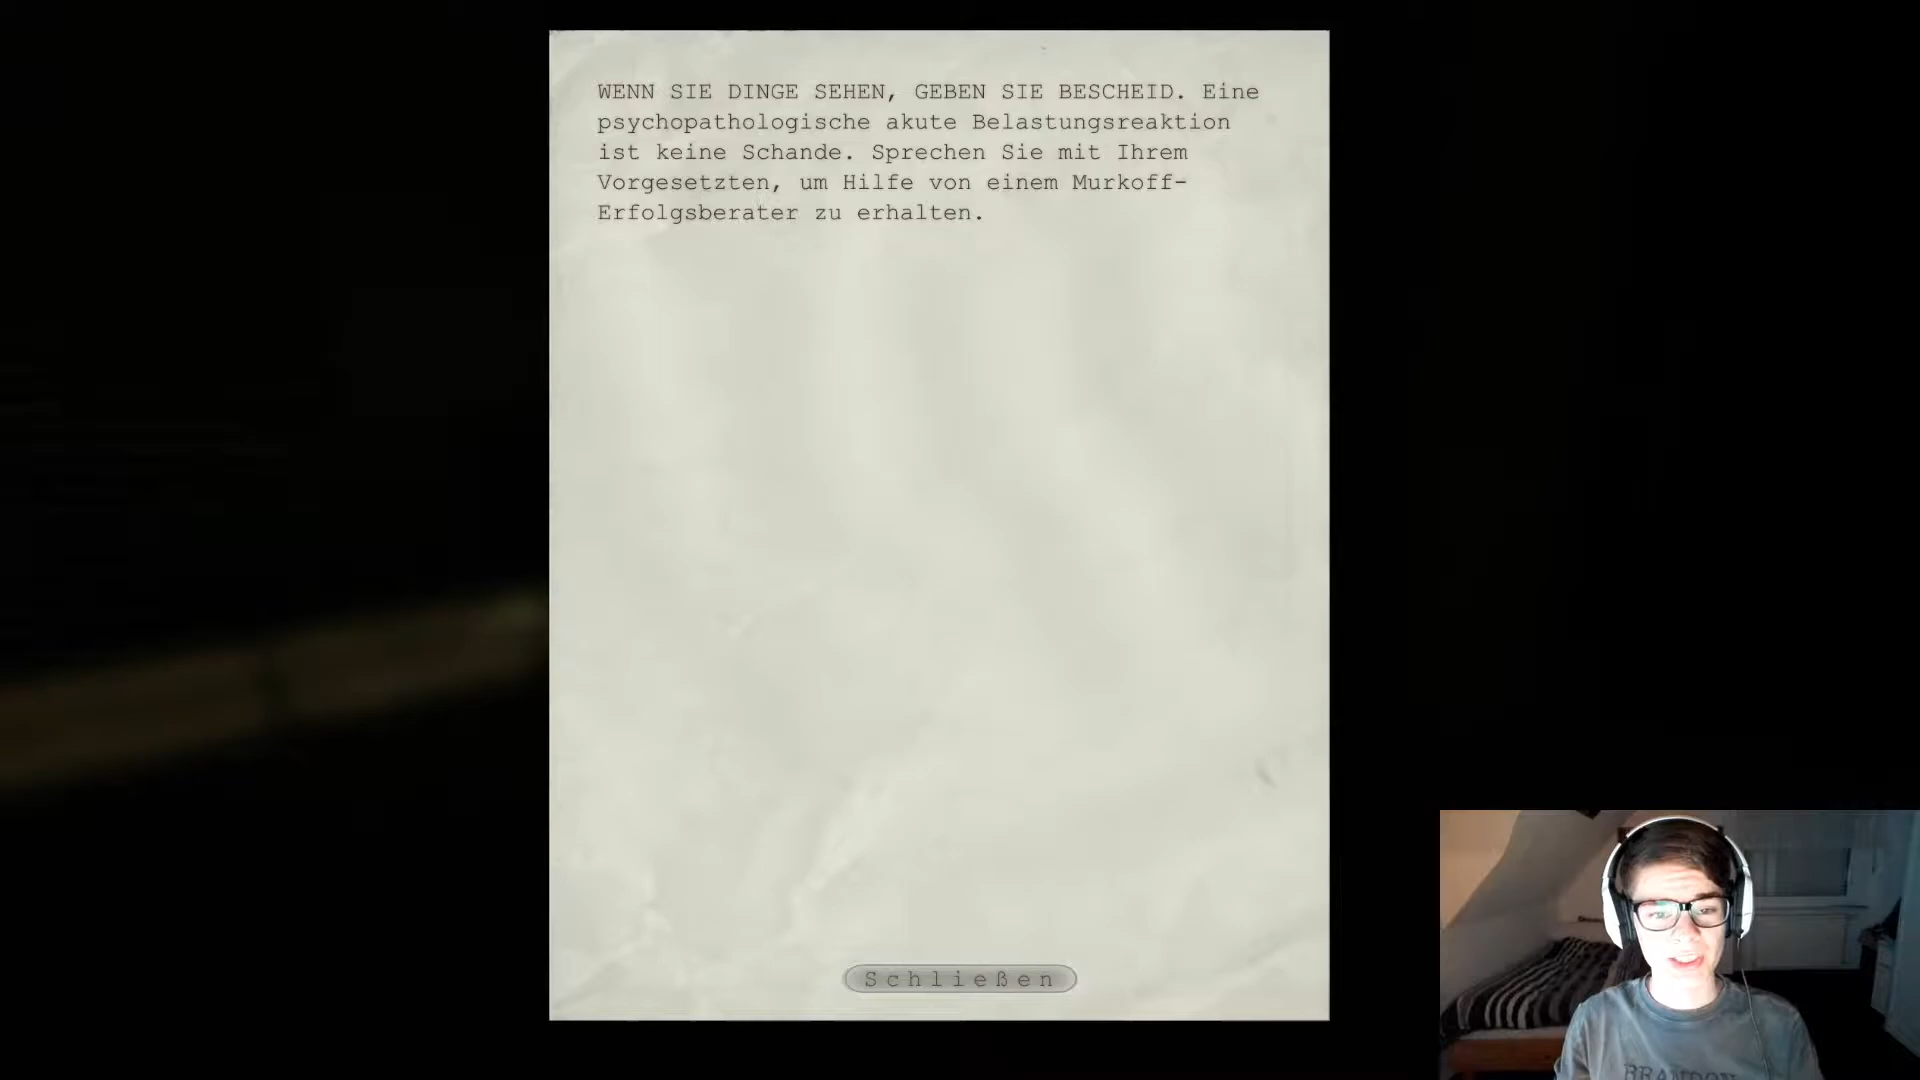 WENN SIE DINGE SEHEN, GEBEN SIE BESCHEID. Eine
psychopathologische akute Belastungsreaktion
ist keine Schande. Sprechen Sie mit Ihrem
Vorgesetzten, um Hilfe von einem Murkoff-
Erfolgsberater zu erhalten.
Schließen
BRANDON